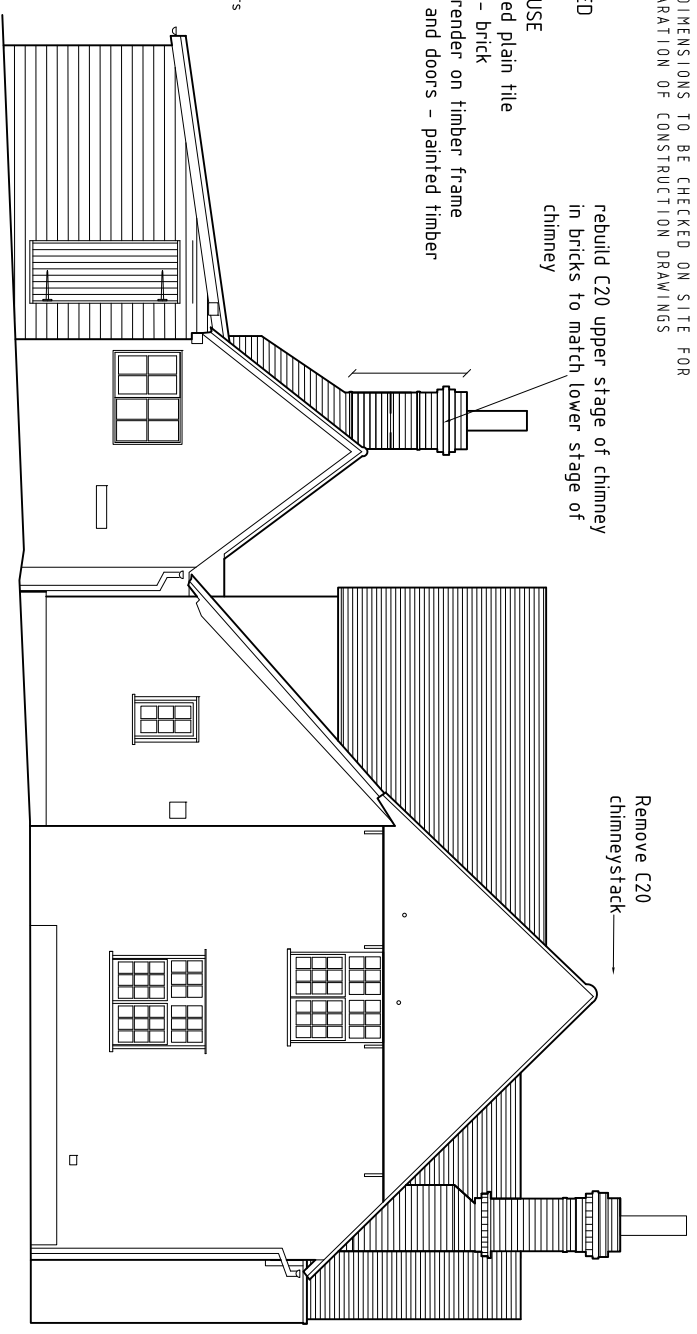 DIMENSIONS TO BE CHECKED ON SITE FOR
ARATION OF CONSTRUCTION DRAWINGS
ED
USE
ed plain tile
- brick
render on timber frame
and doors - painted timber
rebuild C20 upper stage of chimney
in bricks to match lower stage of
chimney
Remove C20
chimneystack
s